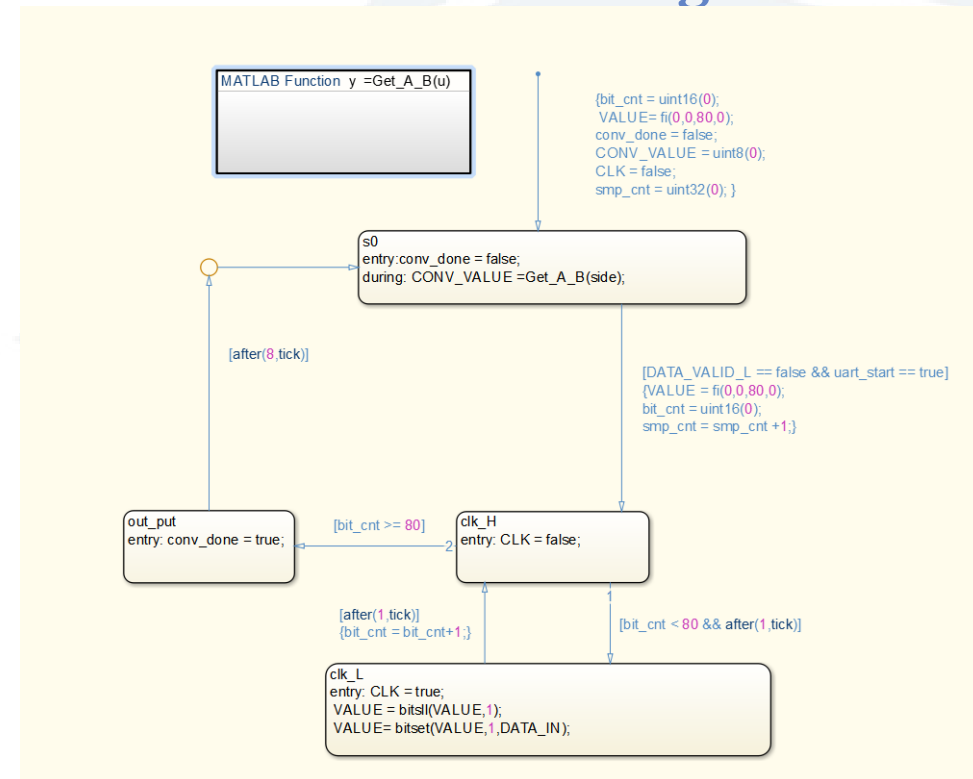 MATLAB Function y =Get_A_B(u)
{bit_cnt = uint16(0);
VALUE= fi(0,0,80,0);
conv_done = false;
CONV_VALUE = uint8(0);
CLK = false;
smp_cnt = uint32(0); }
s0
entry:conv_done = false;
during: CONV_VALUE =Get_A_B(side);
[after(8,tick)]
[DATA_VALID_L == false && uart_start == true]
{VALUE = fi(0,0,80,0);
bit_cnt = uint16(0);
smp_cnt = smp_cnt +1;}
out_put
entry: conv_done = true;
[bit_cnt >= 80]
2
clk_H
entry: CLK = false;
[after(1,tick)]
{bit_cnt = bit_cnt+1;}
1
[bit_cnt < 80 && after(1,tick)]
clk_L
entry: CLK = true;
VALUE = bitsll(VALUE,1);
VALUE= bitset(VALUE,1,DATA_IN);